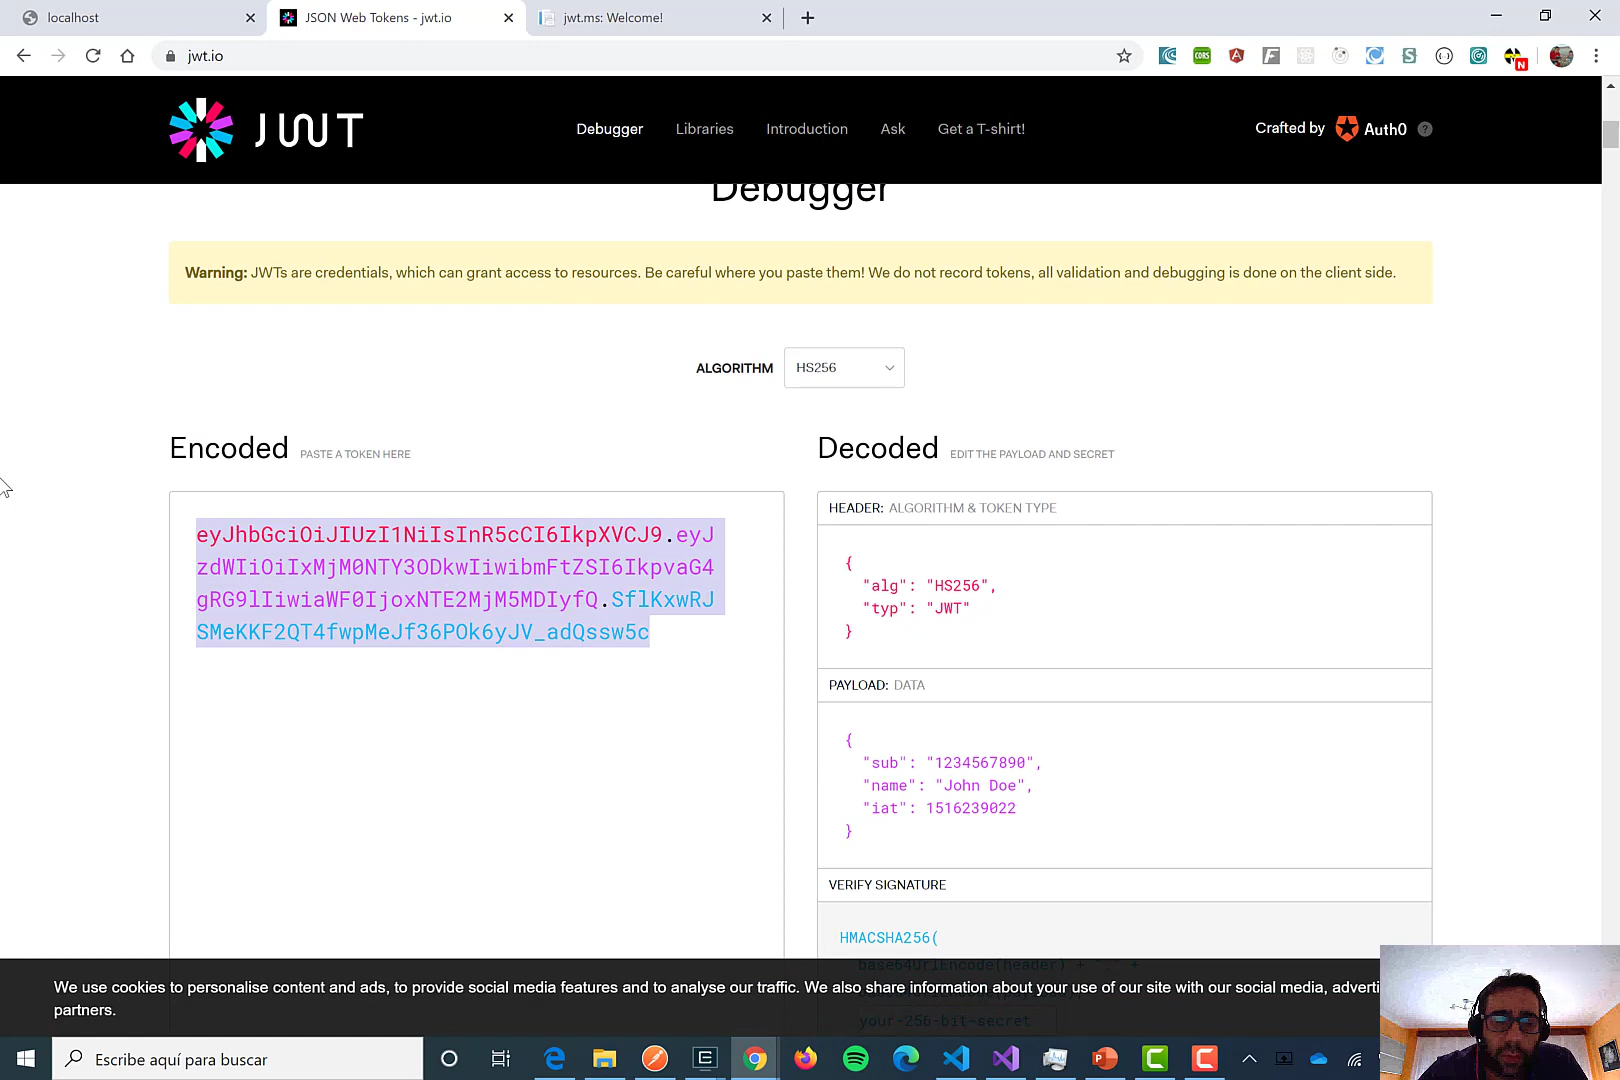 localhost
JSON Web Tokens - jwt.io
jwt.ms: Welcome!
jwt.io
CORS
N
JWT
Debugger
Libraries
Introduction
Ask
Get a T-shirt!
Crafted by Auth0 ?
Debugger
Warning: JWTs are credentials, which can grant access to resources. Be careful where you paste them! We do not record tokens, all validation and debugging is done on the client side.
ALGORITHM HS256
Encoded PASTE A TOKEN HERE
eyJhbGciOiJIUzI1NiIsInR5cCI6IkpXVCJ9.eyJ
zdWIiOiIxMjM0NTY3ODkwIiwibmFtZSI6IkpvaG4
gRG9lIiwiaWF0IjoxNTE2MjM5MDIyfQ.SflKxwRJ
SMeKKF2QT4fwpMeJf36POk6yJV_adQssw5c
Decoded EDIT THE PAYLOAD AND SECRET
HEADER: ALGORITHM & TOKEN TYPE
{
"alg": "HS256",
"typ": "JWT"
}
PAYLOAD: DATA
{
"sub": "1234567890",
"name": "John Doe",
"iat": 1516239022
}
VERIFY SIGNATURE
HMACSHA256(
base64UrlEncode(header) + "." +
base64UrlEncode(payload),
your-256-bit-secret
We use cookies to personalise content and ads, to provide social media features and to analyse our traffic. We also share information about your use of our site with our social media, adverti
partners.
Escribe aquí para buscar